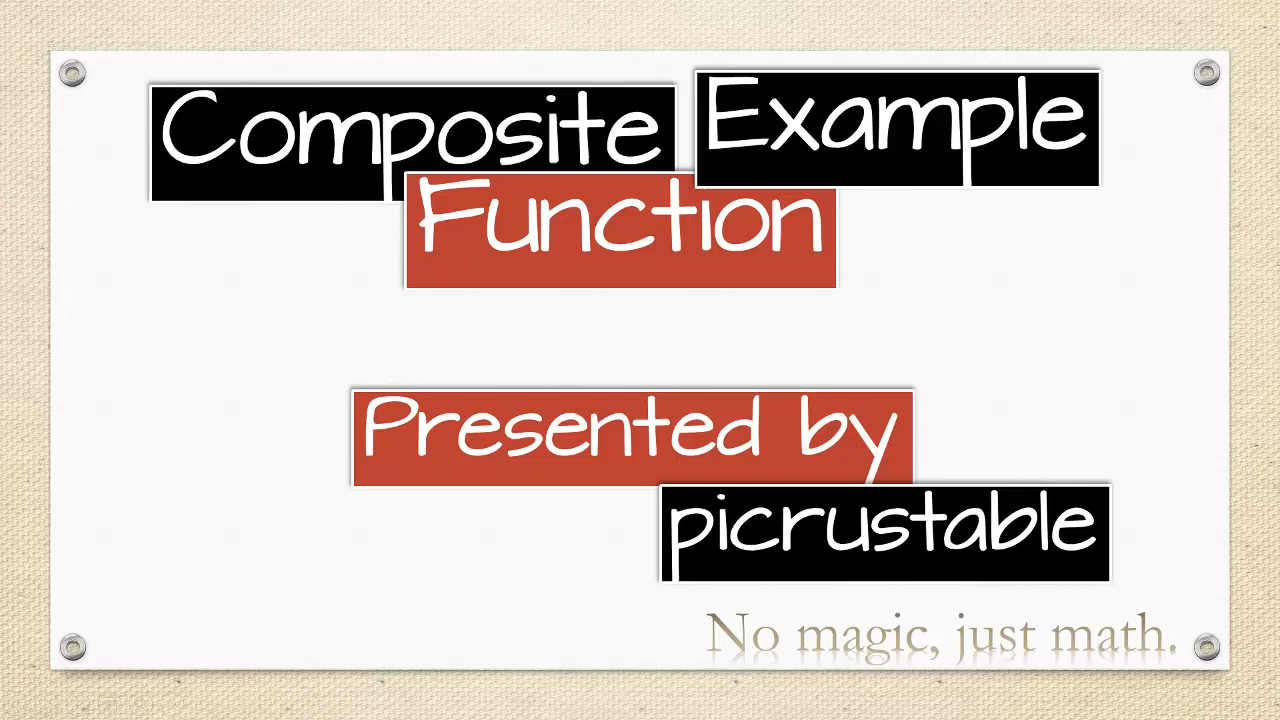 Composite Example
Function
Presented by
picrustable
No magic, just math.